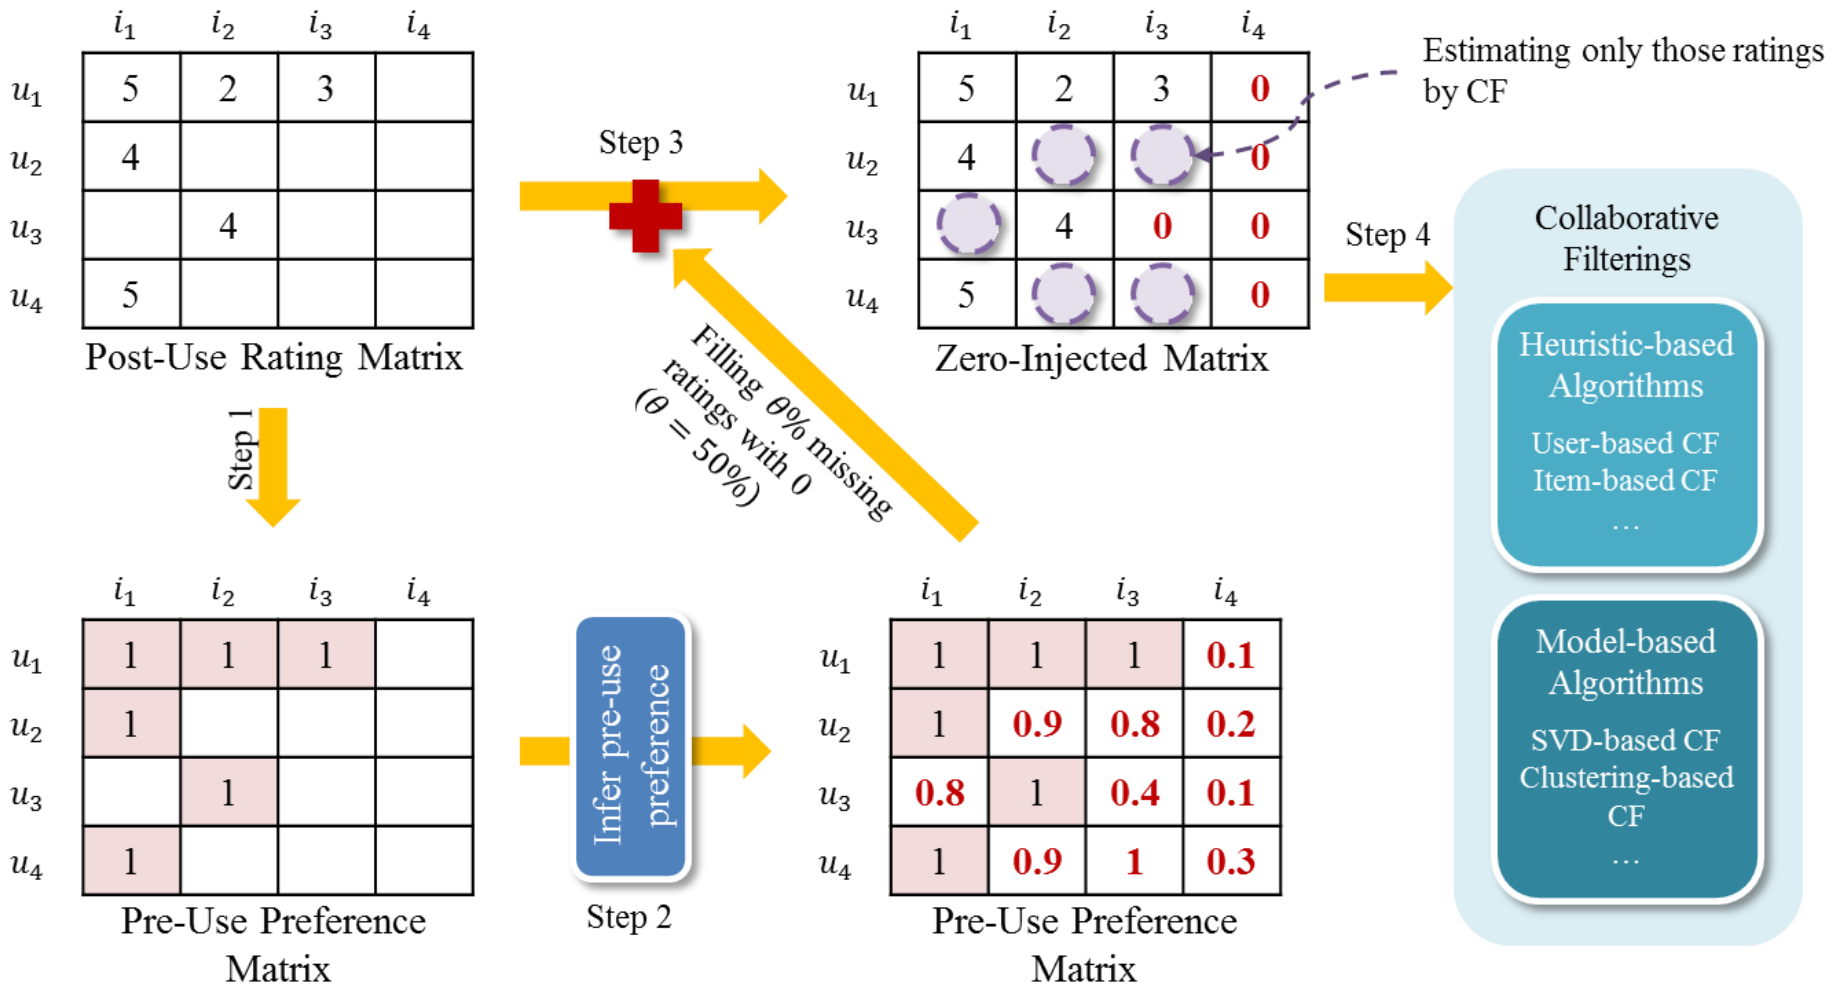 i₁ i₂ i₃ i₄
u₁ 5 2 3
u₂ 4
u₃ 4
u₄ 5
Post-Use Rating Matrix
Step 1
Step 3
Filling θ% missing
ratings with 0
(θ = 50%)
i₁ i₂ i₃ i₄
u₁ 5 2 3 0
u₂ 4 0
u₃ 4 0 0
u₄ 5 0
Zero-Injected Matrix
Estimating only those ratings
by CF
Step 4
Collaborative
Filterings
Heuristic-based
Algorithms
User-based CF
Item-based CF
...
Model-based
Algorithms
SVD-based CF
Clustering-based
CF
...
i₁ i₂ i₃ i₄
u₁ 1 1 1
u₂ 1
u₃ 1
u₄ 1
Pre-Use Preference
Matrix
Infer pre-use
preference
Step 2
i₁ i₂ i₃ i₄
u₁ 1 1 1 0.1
u₂ 1 0.9 0.8 0.2
u₃ 0.8 1 0.4 0.1
u₄ 1 0.9 1 0.3
Pre-Use Preference
Matrix